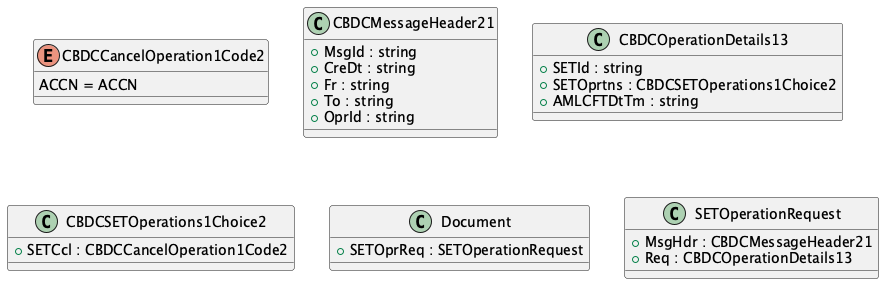 E CBDCCancelOperation1Code2
ACCN = ACCN
C CBDCMessageHeader21
MsgId : string
CreDt : string
Fr : string
To : string
OprId : string
C CBDCOperationDetails13
SETId : string
SETOprtns : CBDCSETOperations1Choice2
AMLCFTDtTm : string
C CBDCSETOperations1Choice2
SETCcl : CBDCCancelOperation1Code2
C Document
SETOprReq : SETOperationRequest
C SETOperationRequest
MsgHdr : CBDCMessageHeader21
Req : CBDCOperationDetails13